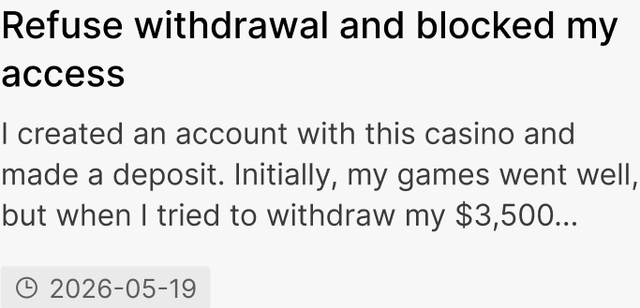 Refuse withdrawal and blocked my
access
I created an account with this casino and
made a deposit. Initially, my games went well,
but when I tried to withdraw my $3,500...
2026-05-19